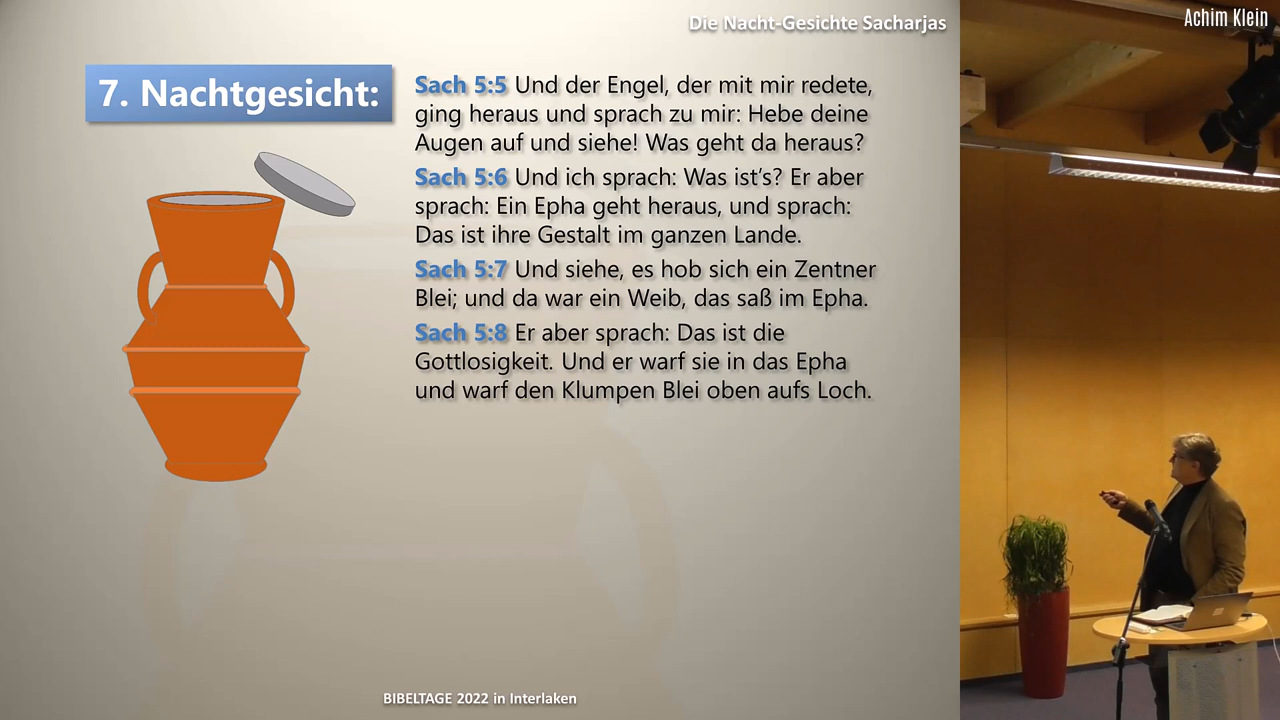 Die Nacht-Gesichte Sacharjas
Achim Klein
7. Nachtgesicht:
Sach 5:5 Und der Engel, der mit mir redete,
ging heraus und sprach zu mir: Hebe deine
Augen auf und siehe! Was geht da heraus?
Sach 5:6 Und ich sprach: Was ist’s? Er aber
sprach: Ein Epha geht heraus, und sprach:
Das ist ihre Gestalt im ganzen Lande.
Sach 5:7 Und siehe, es hob sich ein Zentner
Blei; und da war ein Weib, das saß im Epha.
Sach 5:8 Er aber sprach: Das ist die
Gottlosigkeit. Und er warf sie in das Epha
und warf den Klumpen Blei oben aufs Loch.
BIBELTAGE 2022 in Interlaken